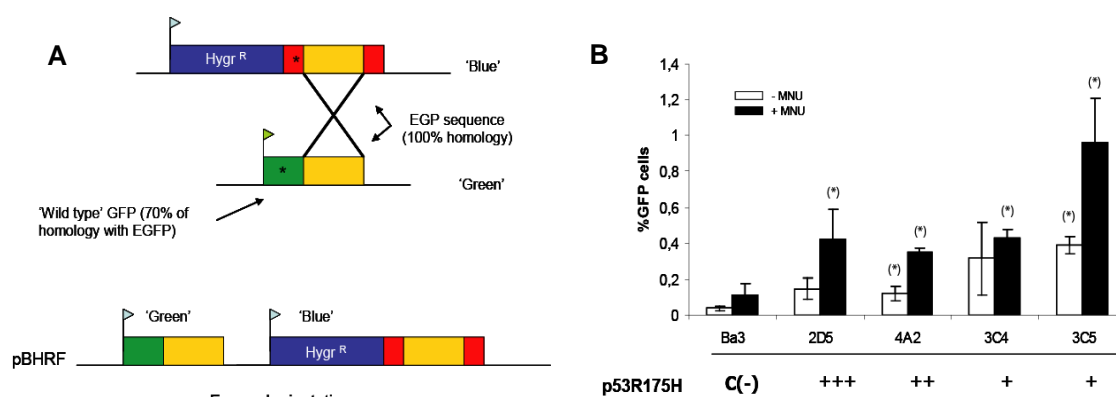 A
Hygr R
*
'Blue'
EGP sequence
(100% homology)
*
'Green'
'Wild type' GFP (70% of
homology with EGFP)
'Green'
'Blue'
pBHRF
Hygr R
B
1,4
1,2
1
0,8
0,6
0,4
0,2
0
%GFP cells
- MNU
+ MNU
(*)
(*)
(*)
(*)
(*)
(*)
Ba3 2D5 4A2 3C4 3C5
p53R175H C(-) +++ ++ + +